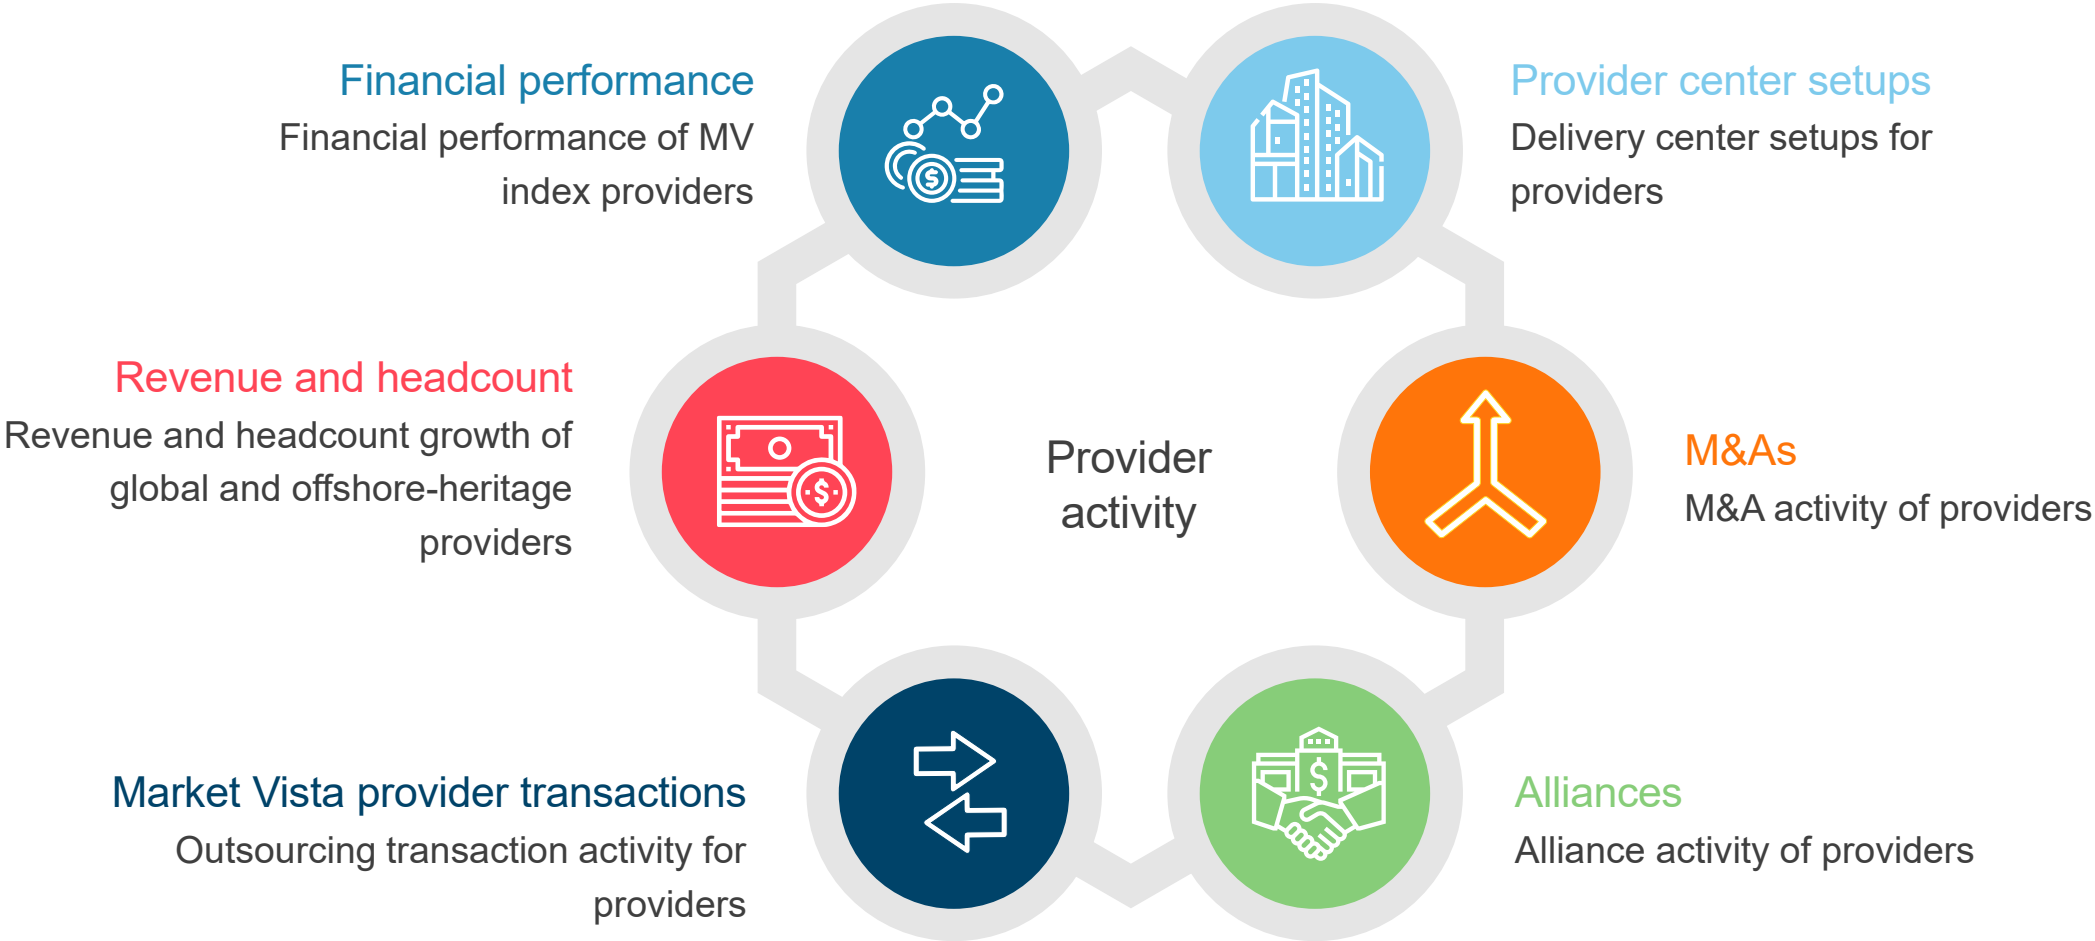 Financial performance
Financial performance of MV
index providers
Provider center setups
Delivery center setups for
providers
Revenue and headcount
Revenue and headcount growth of
global and offshore-heritage
providers
Provider
activity
M&As
M&A activity of providers
Market Vista provider transactions
Outsourcing transaction activity for
providers
Alliances
Alliance activity of providers